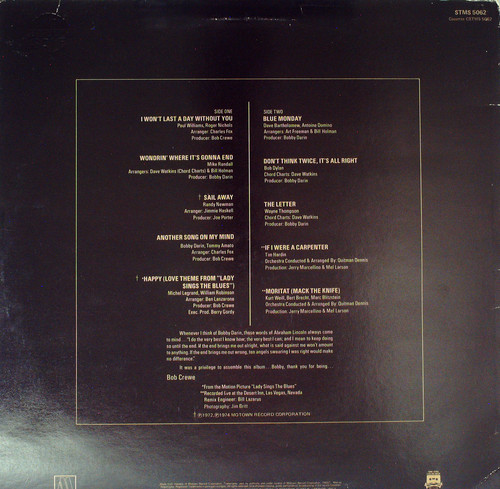 STMS 5062
SIDE ONE
I WON'T LAST A DAY WITHOUT YOU
Paul Williams, Roger Nichols
Arranger: Charles Fox
Producer: Bob Crewe
WONDRIN' WHERE IT'S GONNA END
Mike Randall
Arrangers: Dave Watkins (Chord Charts) & Bill Holman
Producer: Bobby Darin
† SAIL AWAY
Randy Newman
Arranger: Jimmie Haskell
Producer: Joe Porter
ANOTHER SONG ON MY MIND
Bobby Darin, Tommy Amato
Arranger: Charles Fox
Producer: Bob Crewe
† *HAPPY (LOVE THEME FROM "LADY
SINGS THE BLUES")
Michel Legrand, William Robinson
Arranger: Ben Lanzarone
Producer: Bob Crewe
Exec. Prod.: Berry Gordy
SIDE TWO
BLUE MONDAY
Dave Bartholomew, Antoine Domino
Arrangers: Art Freeman & Bill Holman
Producer: Bobby Darin
DON'T THINK TWICE, IT'S ALL RIGHT
Bob Dylan
Chord Charts: Dave Watkins
Producer: Bobby Darin
THE LETTER
Wayne Thompson
Chord Charts: Dave Watkins
Producer: Bobby Darin
**IF I WERE A CARPENTER
Tim Hardin
Orchestra Conducted & Arranged By: Quitman Dennis
Production: Jerry Marcellino & Mel Larson
**MORITAT (MACK THE KNIFE)
Kurt Weill, Bert Brecht, Marc Blitzstein
Orchestra Conducted & Arranged By: Quitman Dennis
Production: Jerry Marcellino & Mel Larson
Whenever I think of Bobby Darin, these words of Abraham Lincoln always come
to mind . . . "I do the very best I know how; the very best I can; and I mean to keep doing
so until the end. If the end brings me out alright, what is said against me won't amount
to anything. If the end brings me out wrong, ten angels swearing I was right would make
no difference."
It was a privilege to assemble this album . . . Bobby, thank you for being . . .
Bob Crewe
*From the Motion Picture "Lady Sings The Blues"
**Recorded live at the Desert Inn, Las Vegas, Nevada
Remix Engineer: Bill Lazerus
Photography: Jim Britt
† ℗1972, ℗1974 MOTOWN RECORD CORPORATION
M